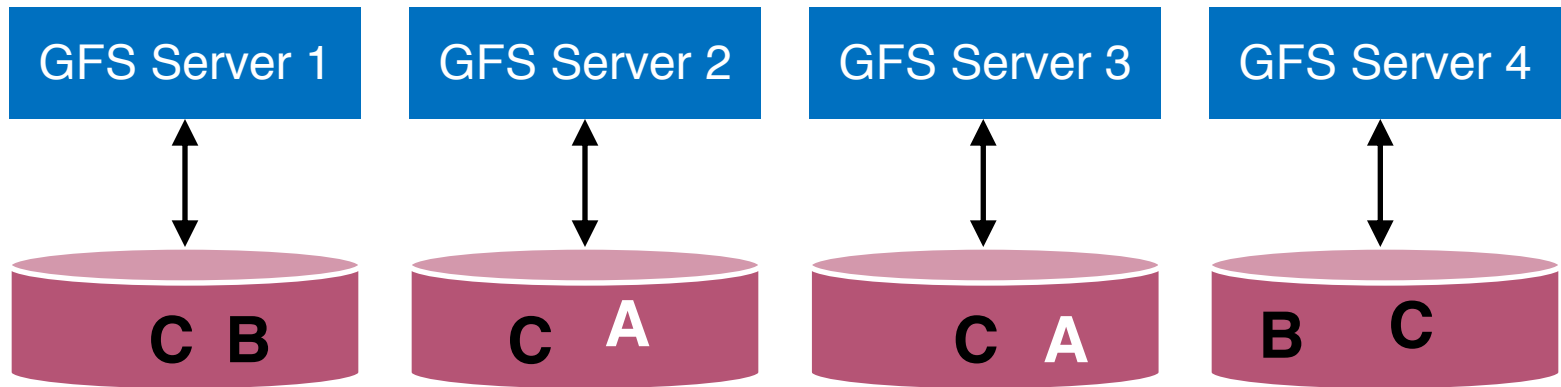 GFS Server 1
GFS Server 2
GFS Server 3
GFS Server 4
C B
C A
C A
B C